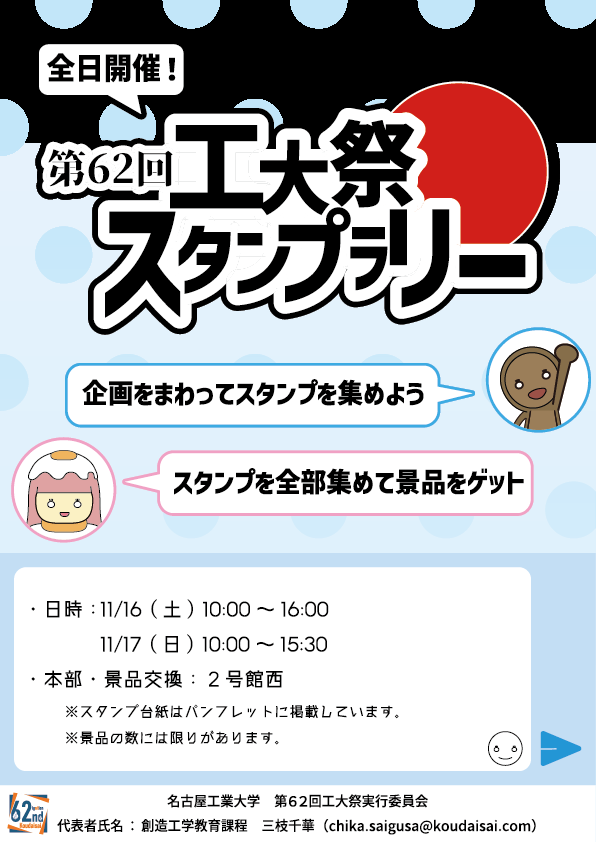 全日開催！
第62回 工大祭
スタンプラリー
企画をまわってスタンプを集めよう
スタンプを全部集めて景品をゲット
・日時：11/16（土）10:00 ～ 16:00
11/17（日）10:00 ～ 15:30
・本部・景品交換：２号館西
※スタンプ台紙はパンフレットに掲載しています。
※景品の数には限りがあります。
62nd
Koudaisai
名古屋工業大学　第６２回工大祭実行委員会
代表者氏名：創造工学教育課程　三枝千華（chika.saigusa@koudaisai.com）